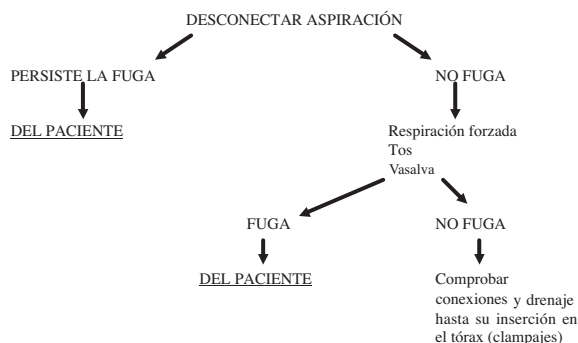 DESCONECTAR ASPIRACIÓN
PERSISTE LA FUGA
NO FUGA
DEL PACIENTE
Respiración forzada
Tos
Vasalva
FUGA
NO FUGA
DEL PACIENTE
Comprobar
conexiones y drenaje
hasta su inserción en
el tórax (clampajes)